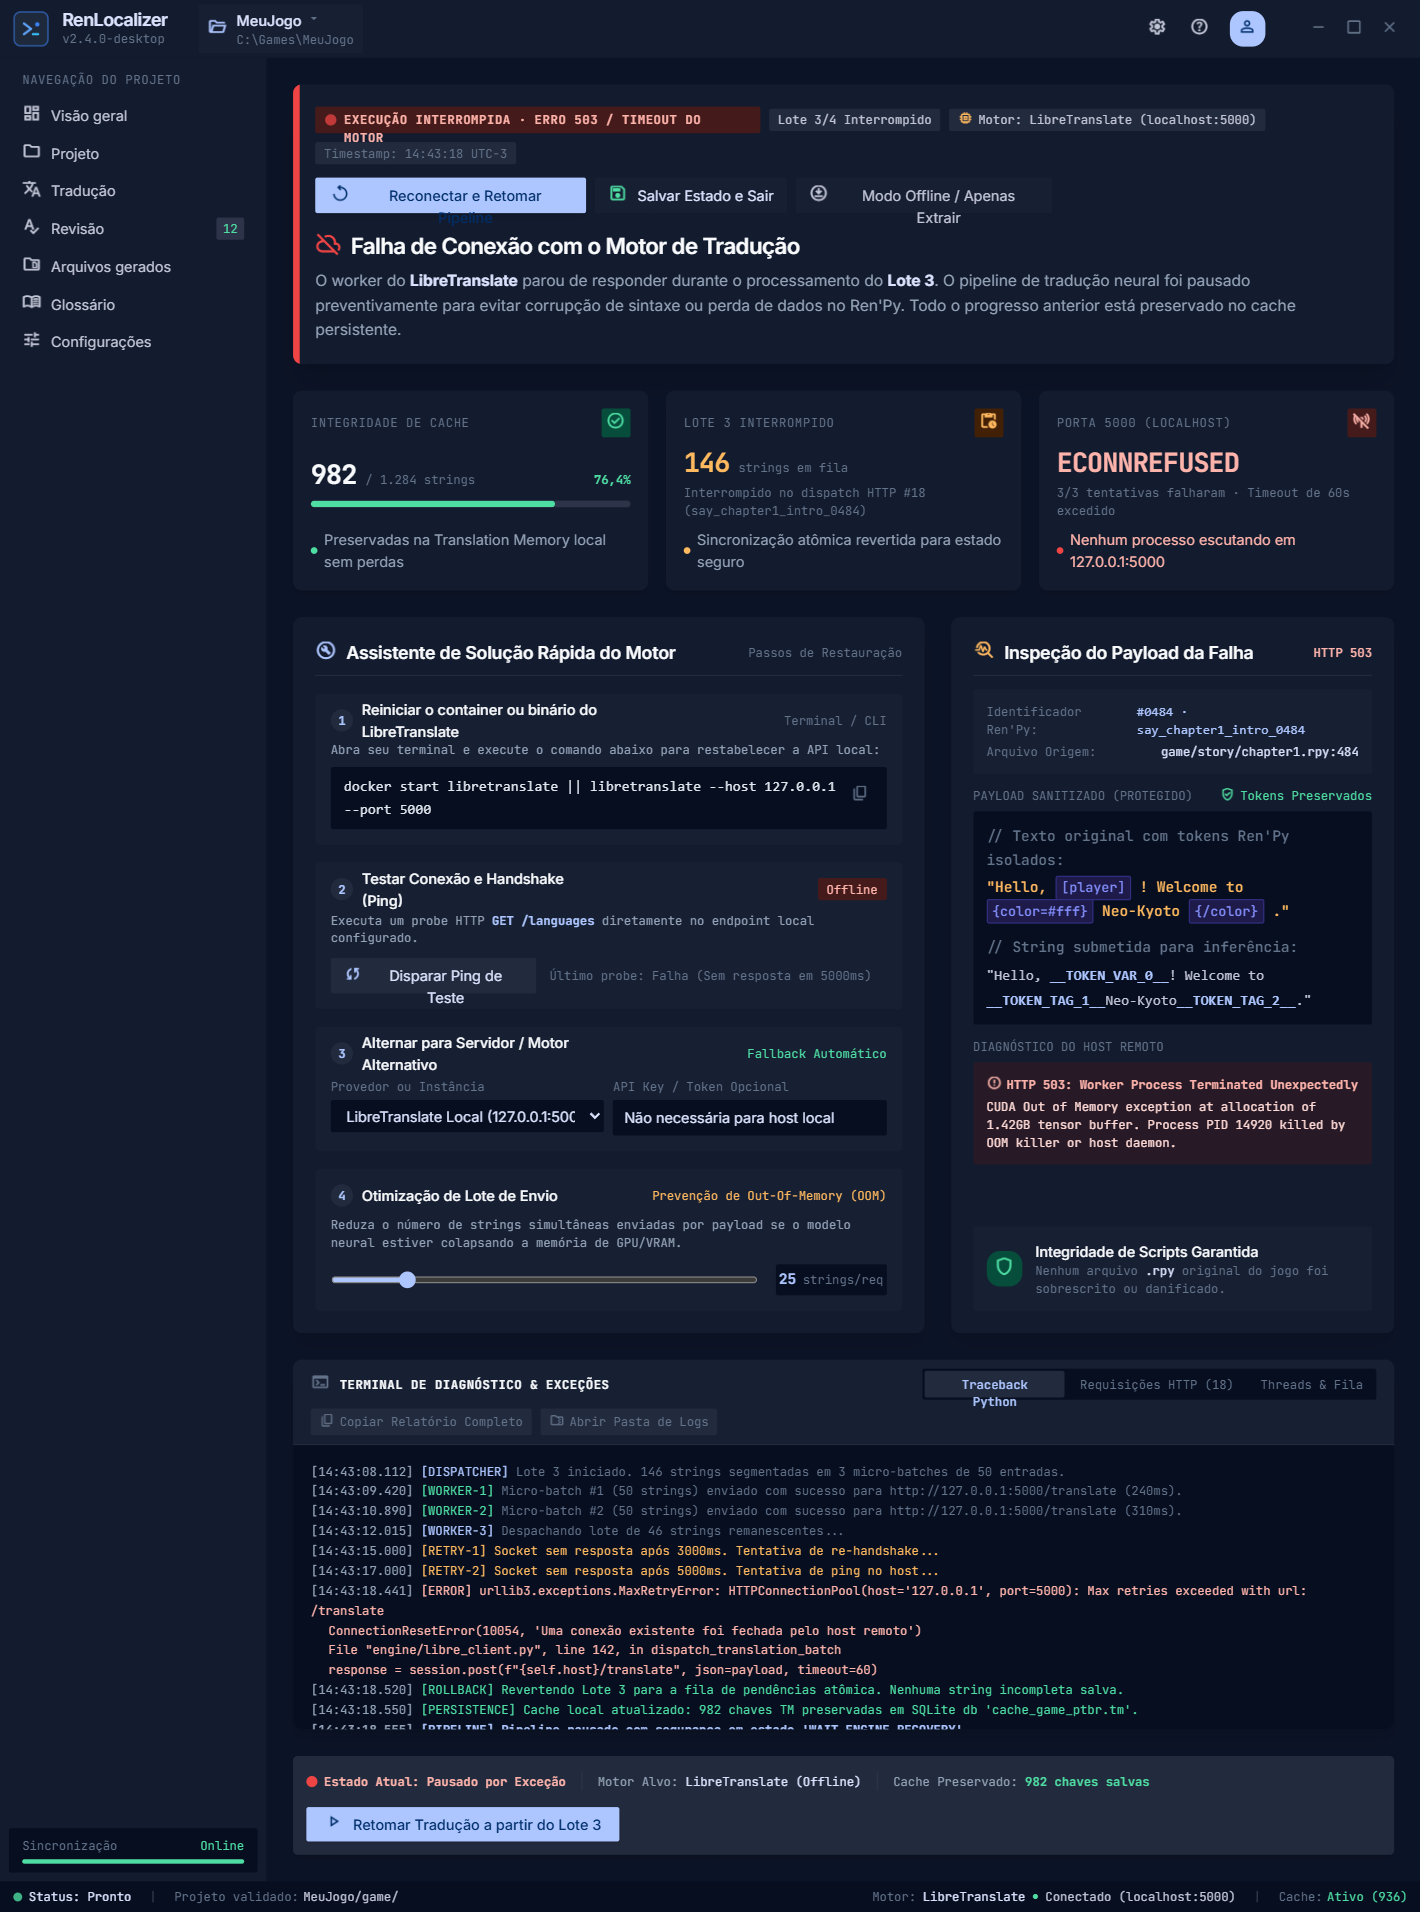 RenLocalizer
v2.4.0-desktop
MeuJogo
C:\Games\MeuJogo
NAVEGAÇÃO DO PROJETO
Visão geral
Projeto
Tradução
Revisão 12
Arquivos gerados
Glossário
Configurações
EXECUÇÃO INTERROMPIDA · ERRO 503 / TIMEOUT DO
MOTOR
Lote 3/4 Interrompido
Motor: LibreTranslate (localhost:5000)
Timestamp: 14:43:18 UTC-3
Reconectar e Retomar
Pipeline
Salvar Estado e Sair
Modo Offline / Apenas
Extrair
Falha de Conexão com o Motor de Tradução
O worker do LibreTranslate parou de responder durante o processamento do Lote 3. O pipeline de tradução neural foi pausado
preventivamente para evitar corrupção de sintaxe ou perda de dados no Ren'Py. Todo o progresso anterior está preservado no cache
persistente.
INTEGRIDADE DE CACHE
982 / 1.284 strings 76,4%
Preservadas na Translation Memory local
sem perdas
LOTE 3 INTERROMPIDO
146 strings em fila
Interrompido no dispatch HTTP #18
(say_chapter1_intro_0484)
Sincronização atômica revertida para estado
seguro
PORTA 5000 (LOCALHOST)
ECONNREFUSED
3/3 tentativas falharam · Timeout de 60s
excedido
Nenhum processo escutando em
127.0.0.1:5000
Assistente de Solução Rápida do Motor
Passos de Restauração
1 Reiniciar o container ou binário do
LibreTranslate
Terminal / CLI
Abra seu terminal e execute o comando abaixo para restabelecer a API local:
docker start libretranslate || libretranslate --host 127.0.0.1
--port 5000
2 Testar Conexão e Handshake
(Ping)
Offline
Executa um probe HTTP GET /languages diretamente no endpoint local
configurado.
Disparar Ping de
Teste
Último probe: Falha (Sem resposta em 5000ms)
3 Alternar para Servidor / Motor
Alternativo
Fallback Automático
Provedor ou Instância
API Key / Token Opcional
LibreTranslate Local (127.0.0.1:500
Não necessária para host local
4 Otimização de Lote de Envio
Prevenção de Out-Of-Memory (OOM)
Reduza o número de strings simultâneas enviadas por payload se o modelo
neural estiver colapsando a memória de GPU/VRAM.
25 strings/req
Inspeção do Payload da Falha
HTTP 503
Identificador
Ren'Py:
#0484 ·
say_chapter1_intro_0484
Arquivo Origem: game/story/chapter1.rpy:484
PAYLOAD SANITIZADO (PROTEGIDO)
Tokens Preservados
// Texto original com tokens Ren'Py
isolados:
"Hello, [player] ! Welcome to
{color=#fff} Neo-Kyoto {/color} ."
// String submetida para inferência:
"Hello, __TOKEN_VAR_0__! Welcome to
__TOKEN_TAG_1__Neo-Kyoto__TOKEN_TAG_2__."
DIAGNÓSTICO DO HOST REMOTO
HTTP 503: Worker Process Terminated Unexpectedly
CUDA Out of Memory exception at allocation of
1.42GB tensor buffer. Process PID 14920 killed by
OOM killer or host daemon.
Integridade de Scripts Garantida
Nenhum arquivo .rpy original do jogo foi
sobrescrito ou danificado.
TERMINAL DE DIAGNÓSTICO & EXCEÇÕES
Traceback
Python
Requisições HTTP (18)
Threads & Fila
Copiar Relatório Completo
Abrir Pasta de Logs
[14:43:08.112] [DISPATCHER] Lote 3 iniciado. 146 strings segmentadas em 3 micro-batches de 50 entradas.
[14:43:09.420] [WORKER-1] Micro-batch #1 (50 strings) enviado com sucesso para http://127.0.0.1:5000/translate (240ms).
[14:43:10.890] [WORKER-2] Micro-batch #2 (50 strings) enviado com sucesso para http://127.0.0.1:5000/translate (310ms).
[14:43:12.015] [WORKER-3] Despachando lote de 46 strings remanescentes...
[14:43:15.000] [RETRY-1] Socket sem resposta após 3000ms. Tentativa de re-handshake...
[14:43:17.000] [RETRY-2] Socket sem resposta após 5000ms. Tentativa de ping no host...
[14:43:18.441] [ERROR] urllib3.exceptions.MaxRetryError: HTTPConnectionPool(host='127.0.0.1', port=5000): Max retries exceeded with url:
/translate
ConnectionResetError(10054, 'Uma conexão existente foi fechada pelo host remoto')
File "engine/libre_client.py", line 142, in dispatch_translation_batch
response = session.post(f"{self.host}/translate", json=payload, timeout=60)
[14:43:18.520] [ROLLBACK] Revertendo Lote 3 para a fila de pendências atômica. Nenhuma string incompleta salva.
[14:43:18.550] [PERSISTENCE] Cache local atualizado: 982 chaves TM preservadas em SQLite db 'cache_game_ptbr.tm'.
[14:43:18.555] [PIPELINE] Pipeline pausado com segurança em estado 'WAIT_ENGINE_RECOVERY'
Estado Atual: Pausado por Exceção
Motor Alvo: LibreTranslate (Offline)
Cache Preservado: 982 chaves salvas
Retomar Tradução a partir do Lote 3
Sincronização Online
Status: Pronto
Projeto validado: MeuJogo/game/
Motor: LibreTranslate • Conectado (localhost:5000)
Cache: Ativo (936)